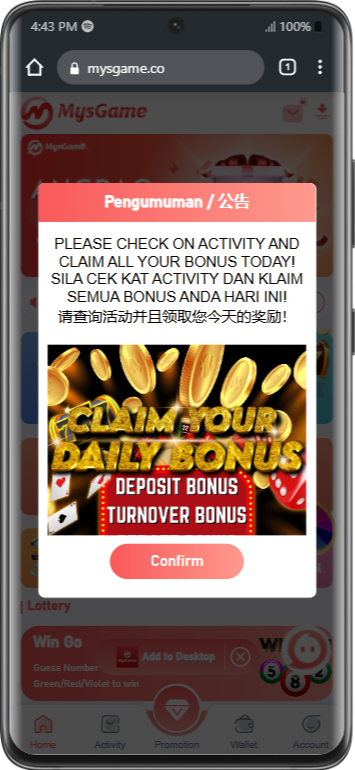 4:43 PM
100%
mysgame.co
1
MysGame
MysGame
ANGPAO
Pengumuman / 公告
PLEASE CHECK ON ACTIVITY AND
CLAIM ALL YOUR BONUS TODAY!
SILA CEK KAT ACTIVITY DAN KLAIM
SEMUA BONUS ANDA HARI INI!
请查询活动并且领取您今天的奖励！
CLAIM YOUR
DAILY BONUS
DEPOSIT BONUS
TURNOVER BONUS
Confirm
Lottery
Win Go
Guess Number
Green/Red/Violet to win
Add to Desktop
5
8
2
Home
Activity
Promotion
Wallet
Account